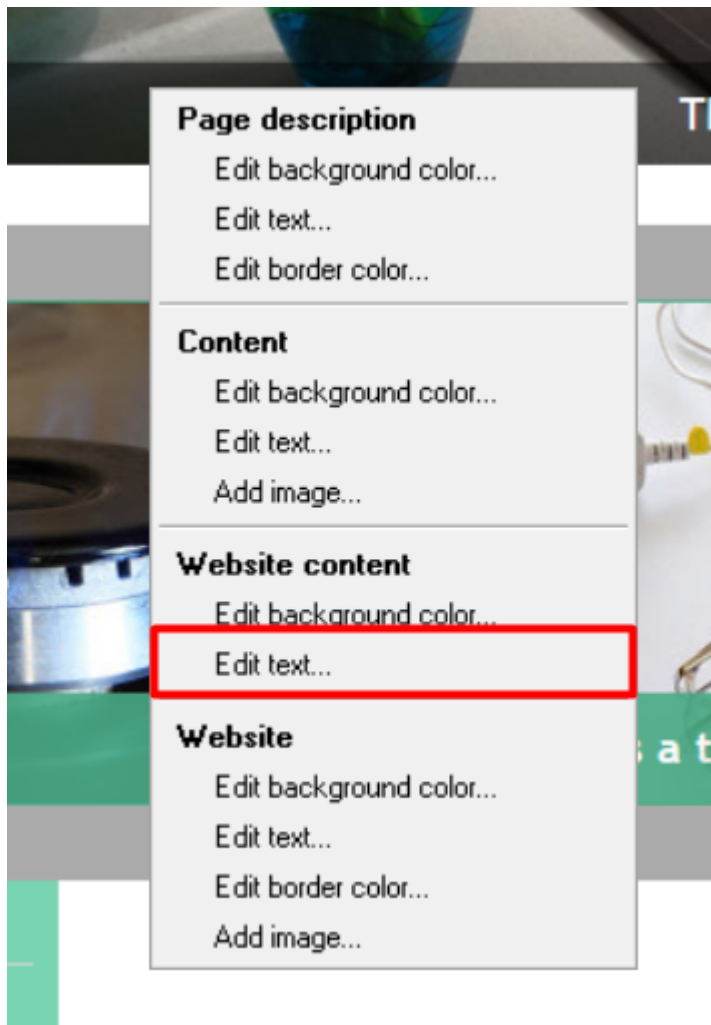 Page description
Edit background color...
Edit text...
Edit border color...
Content
Edit background color...
Edit text...
Add image...
Website content
Edit background color...
Edit text...
Website
Edit background color...
Edit text...
Edit border color...
Add image...